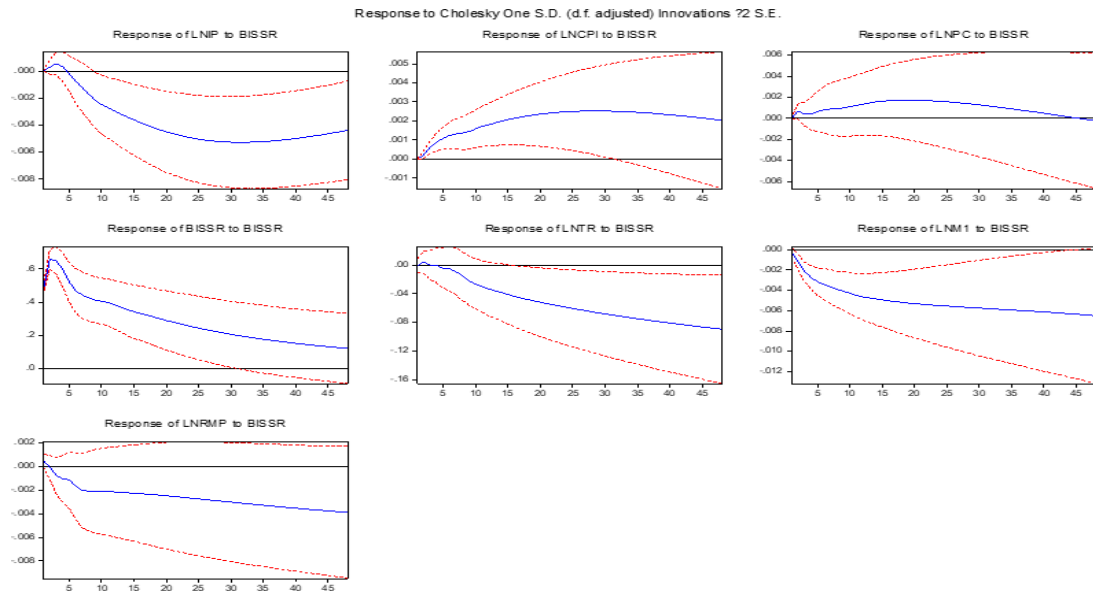 Response to Cholesky One S.D. (d.f. adjusted) Innovations ?2 S.E.
Response of LNIP to BISSR
.000
-.002
-.004
-.006
-.008
5 10 15 20 25 30 35 40 45
Response of LNCPI to BISSR
.005
.004
.003
.002
.001
.000
-.001
5 10 15 20 25 30 35 40 45
Response of LNPC to BISSR
.006
.004
.002
.000
-.002
-.004
-.006
5 10 15 20 25 30 35 40 45
Response of BISSR to BISSR
.6
.4
.2
.0
5 10 15 20 25 30 35 40 45
Response of LNTR to BISSR
.00
-.04
-.08
-.12
-.16
5 10 15 20 25 30 35 40 45
Response of LNM1 to BISSR
.000
-.002
-.004
-.006
-.008
-.010
-.012
5 10 15 20 25 30 35 40 45
Response of LNRMP to BISSR
.002
.000
-.002
-.004
-.006
-.008
5 10 15 20 25 30 35 40 45